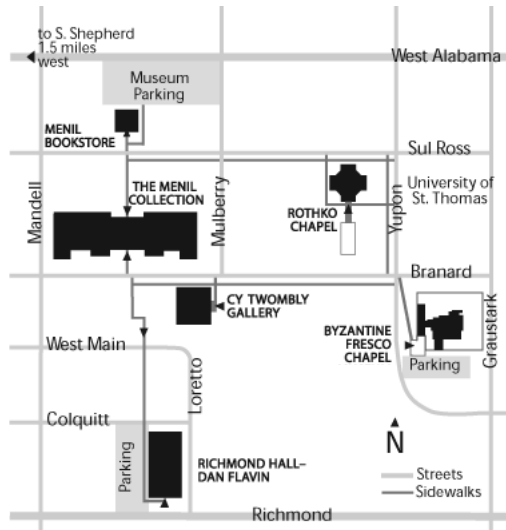 to S. Shepherd
1.5 miles
west
West Alabama
Museum
Parking
MENIL
BOOKSTORE
Sul Ross
Mandell
THE MENIL
COLLECTION
Mulberry
ROTHKO
CHAPEL
Yupon
University of
St. Thomas
Branard
CY TWOMBLY
GALLERY
West Main
Loretto
BYZANTINE
FRESCO
CHAPEL
Parking
Graustark
Colquitt
Parking
RICHMOND HALL–
DAN FLAVIN
N
Streets
Sidewalks
Richmond